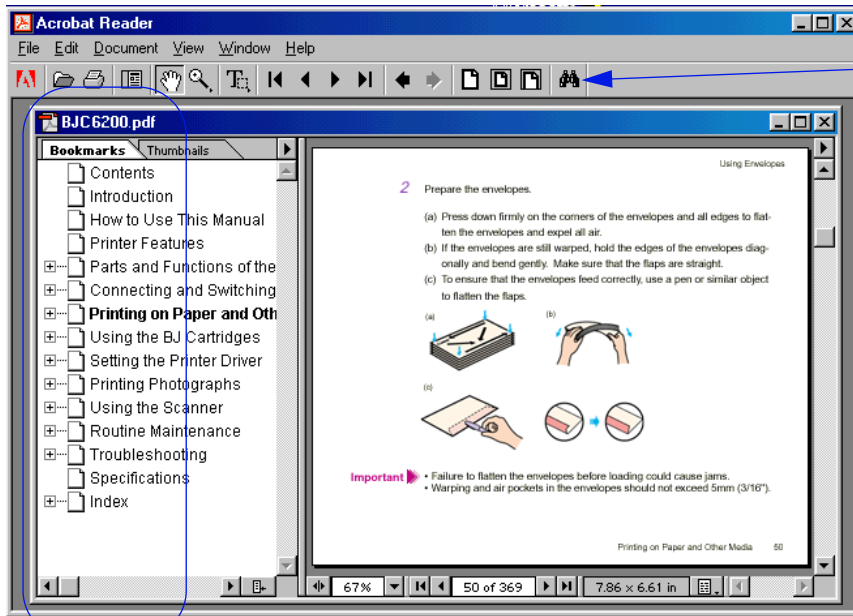 Acrobat Reader
File Edit Document View Window Help
BJC6200.pdf
Bookmarks Thumbnails
Contents
Introduction
How to Use This Manual
Printer Features
Parts and Functions of the
Connecting and Switching
Printing on Paper and Oth
Using the BJ Cartridges
Setting the Printer Driver
Printing Photographs
Using the Scanner
Routine Maintenance
Troubleshooting
Specifications
Index
Using Envelopes
2 Prepare the envelopes.
(a) Press down firmly on the corners of the envelopes and all edges to flat-
ten the envelopes and expel all air.
(b) If the envelopes are still warped, hold the edges of the envelopes diag-
onally and bend gently. Make sure that the flaps are straight.
(c) To ensure that the envelopes feed correctly, use a pen or similar object
to flatten the flaps.
(a) (b)
(c)
Important • Failure to flatten the envelopes before loading could cause jams.
• Warping and air pockets in the envelopes should not exceed 5mm (3/16").
Printing on Paper and Other Media 50
67% 50 of 369 7.86 x 6.61 in